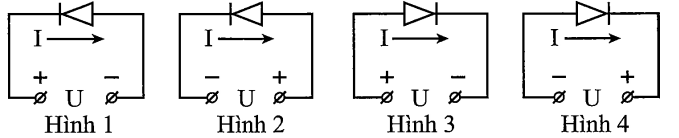 I I I I
+ − − + + − − +
U U U U
Hình 1 Hình 2 Hình 3 Hình 4